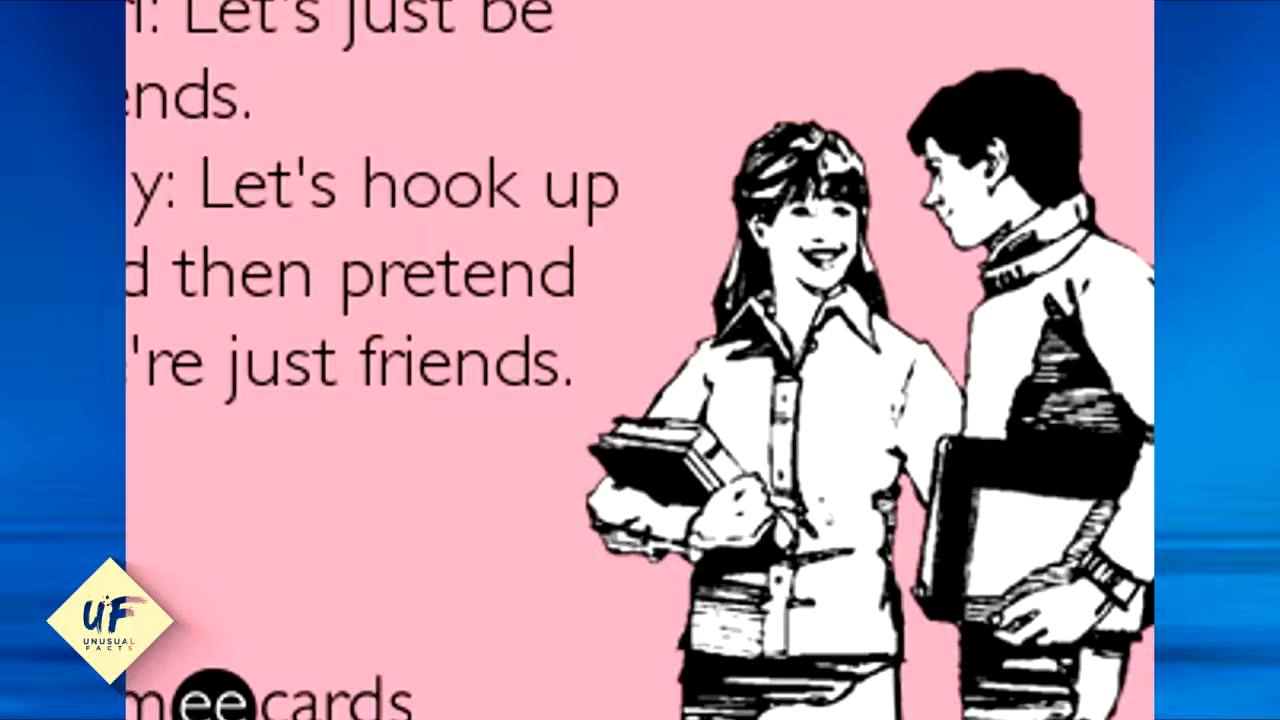 l: Let's just be
ends.
y: Let's hook up
d then pretend
're just friends.
UF
UNUSUAL
FACTS
meecards